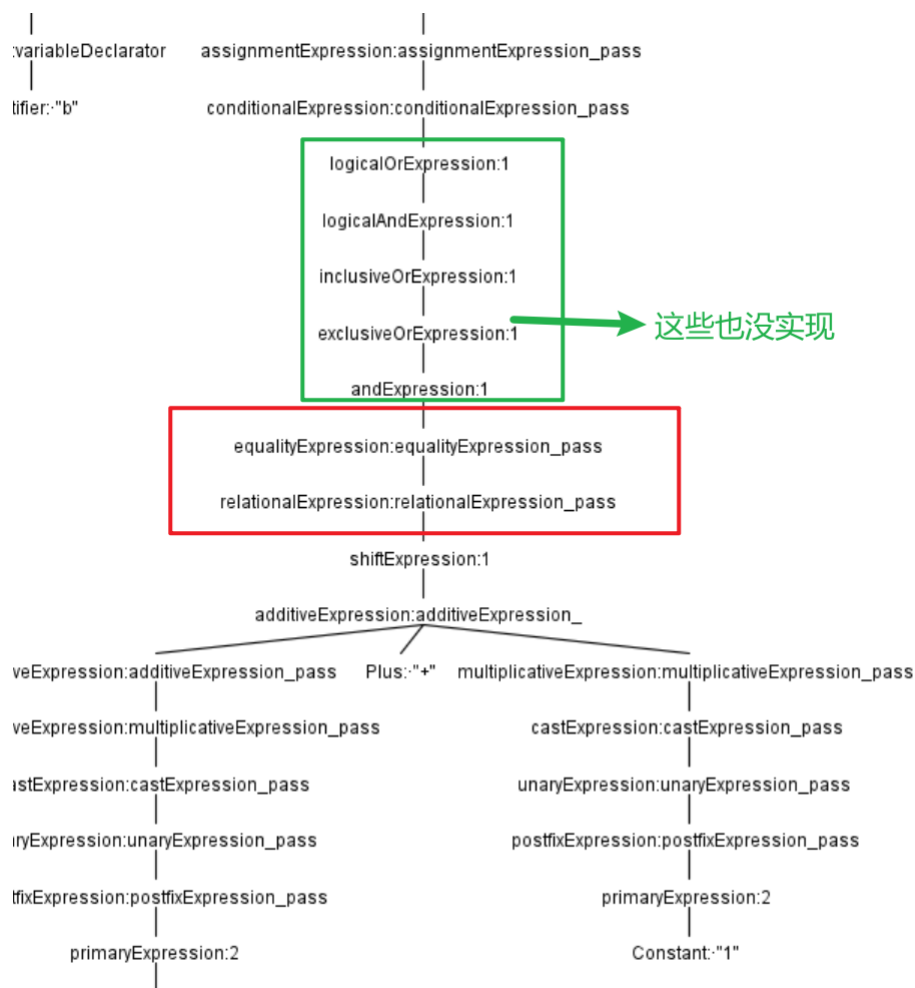 :variableDeclarator assignmentExpression:assignmentExpression_pass
tifier:·"b" conditionalExpression:conditionalExpression_pass
logicalOrExpression:1
logicalAndExpression:1
inclusiveOrExpression:1
exclusiveOrExpression:1 这些也没实现
andExpression:1
equalityExpression:equalityExpression_pass
relationalExpression:relationalExpression_pass
shiftExpression:1
additiveExpression:additiveExpression_
veExpression:additiveExpression_pass Plus:·"+" multiplicativeExpression:multiplicativeExpression_pass
veExpression:multiplicativeExpression_pass castExpression:castExpression_pass
astExpression:castExpression_pass unaryExpression:unaryExpression_pass
ryExpression:unaryExpression_pass postfixExpression:postfixExpression_pass
tfixExpression:postfixExpression_pass primaryExpression:2
primaryExpression:2 Constant:·"1"